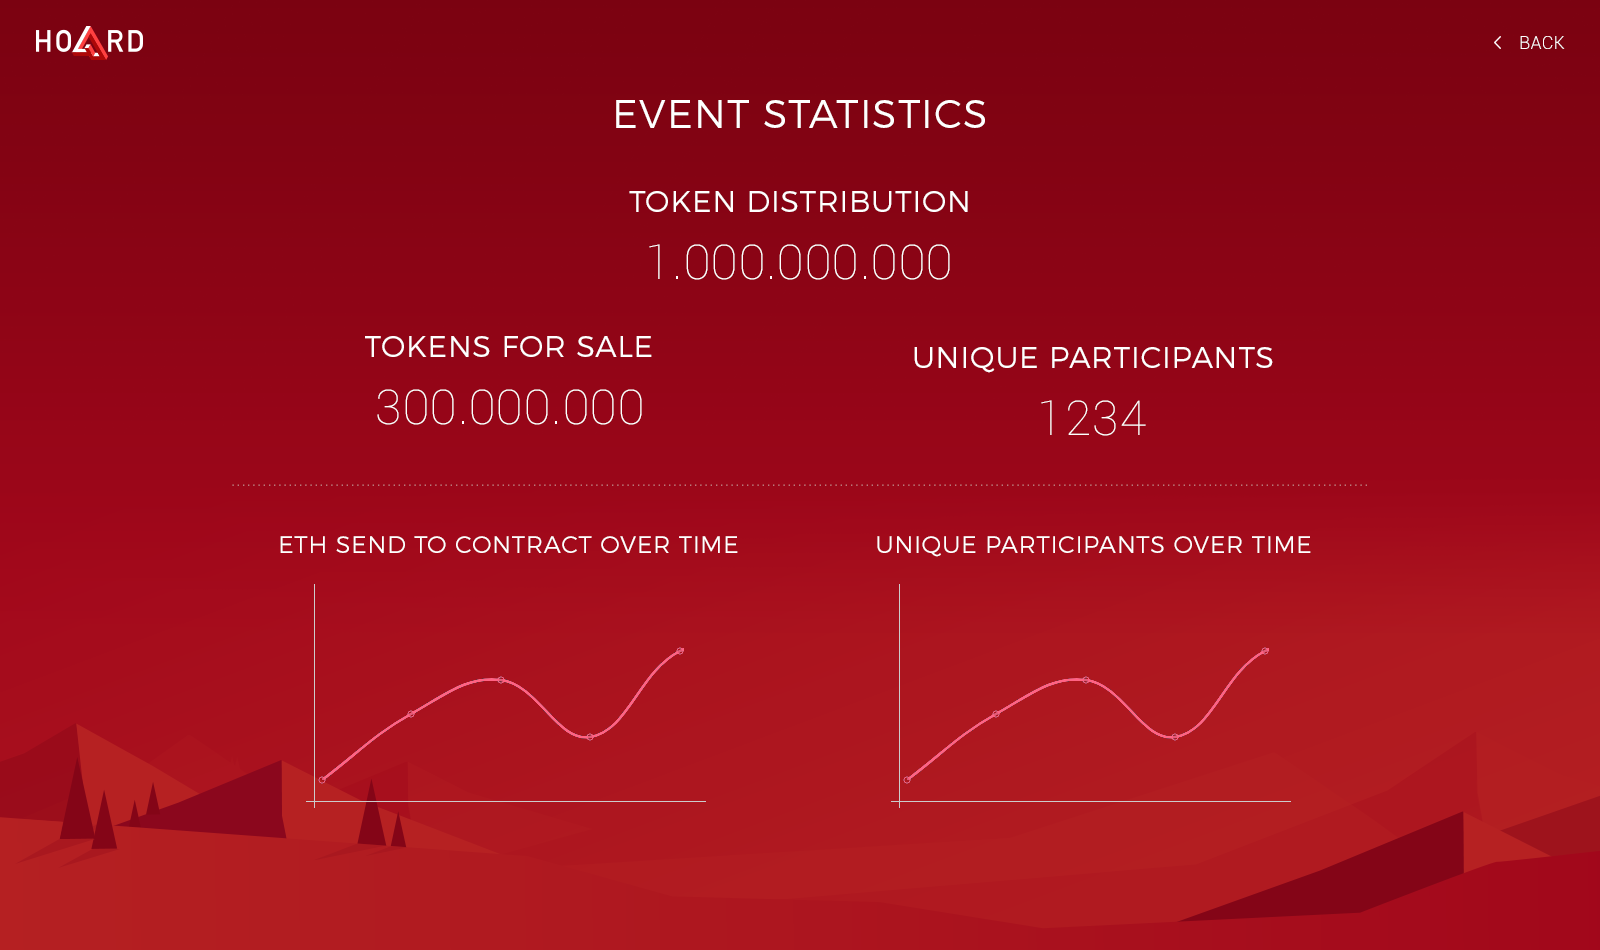 HOARD
BACK
EVENT STATISTICS
TOKEN DISTRIBUTION
1.000.000.000
TOKENS FOR SALE
300.000.000
UNIQUE PARTICIPANTS
1234
ETH SEND TO CONTRACT OVER TIME
UNIQUE PARTICIPANTS OVER TIME